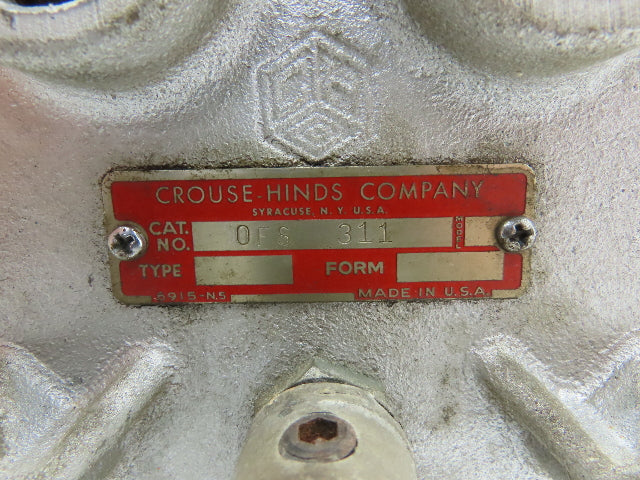 CROUSE-HINDS COMPANY
SYRACUSE, N. Y. U.S.A.
CAT. NO. OFS 311 MODEL
TYPE FORM
6915-N5 MADE IN U.S.A.